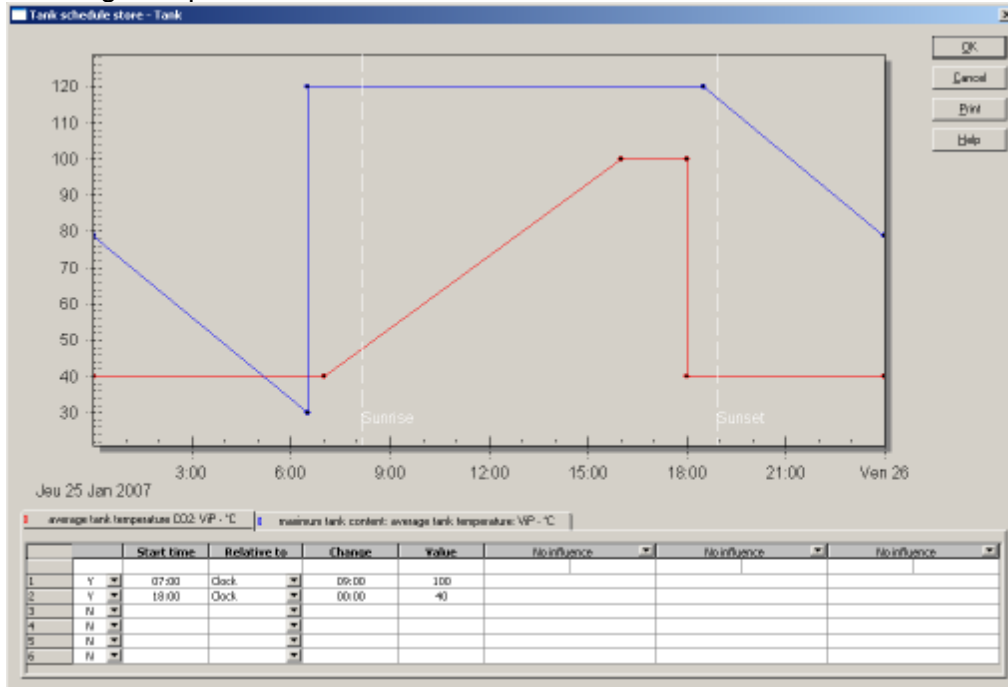 Tank schedule store - Tank
OK
Cancel
Print
Help
120
110
100
90
80
70
60
50
40
30
Sunrise
Sunset
3:00 6:00 9:00 12:00 15:00 18:00 21:00 Ven 26
Jeu 25 Jan 2007
average tank temperature CO2: ViP - °C maximum tank content: average tank temperature: ViP - °C
Start time Relative to Change Value No influence No influence No influence
1 Y 07:00 Clock 09:00 100
2 Y 18:00 Clock 00:00 40
3 N
4 N
5 N
6 N